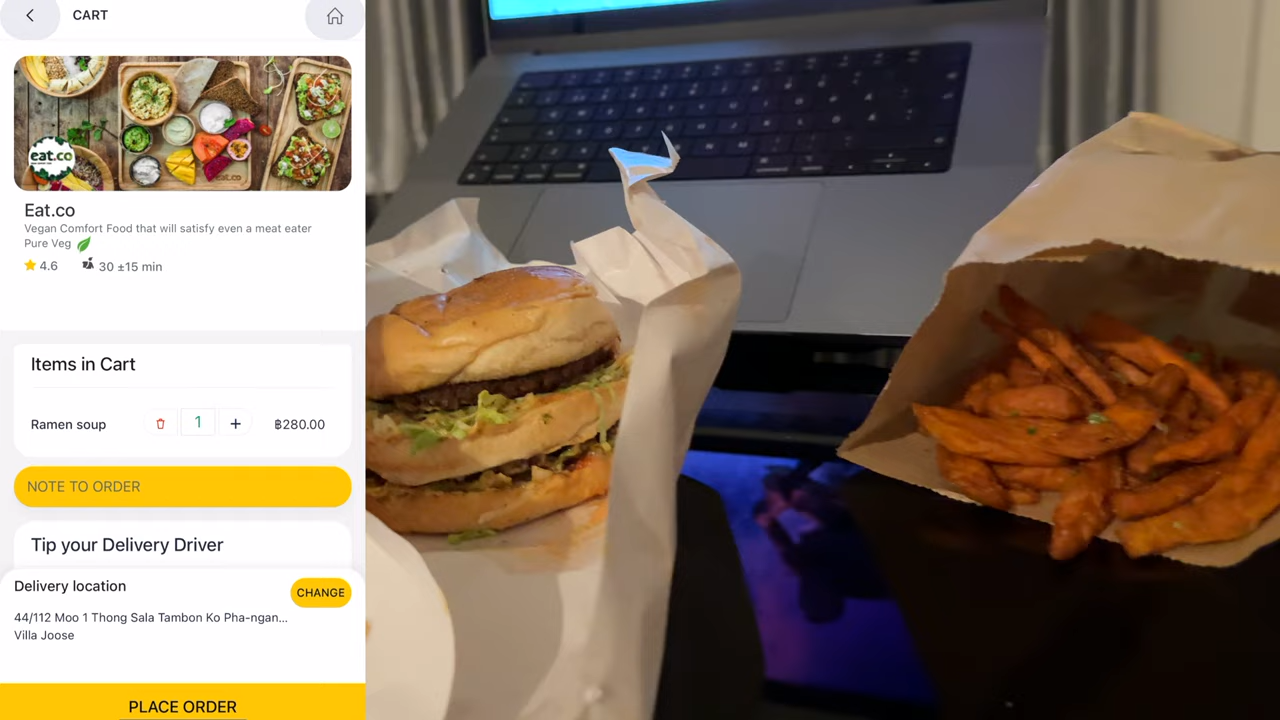 CART
eat.co
eat.co
Eat.co
Vegan Comfort Food that will satisfy even a meat eater
Pure Veg
4.6
30 ±15 min
Items in Cart
Ramen soup
1
+
฿280.00
NOTE TO ORDER
Tip your Delivery Driver
Delivery location
CHANGE
44/112 Moo 1 Thong Sala Tambon Ko Pha-ngan...
Villa Joose
PLACE ORDER